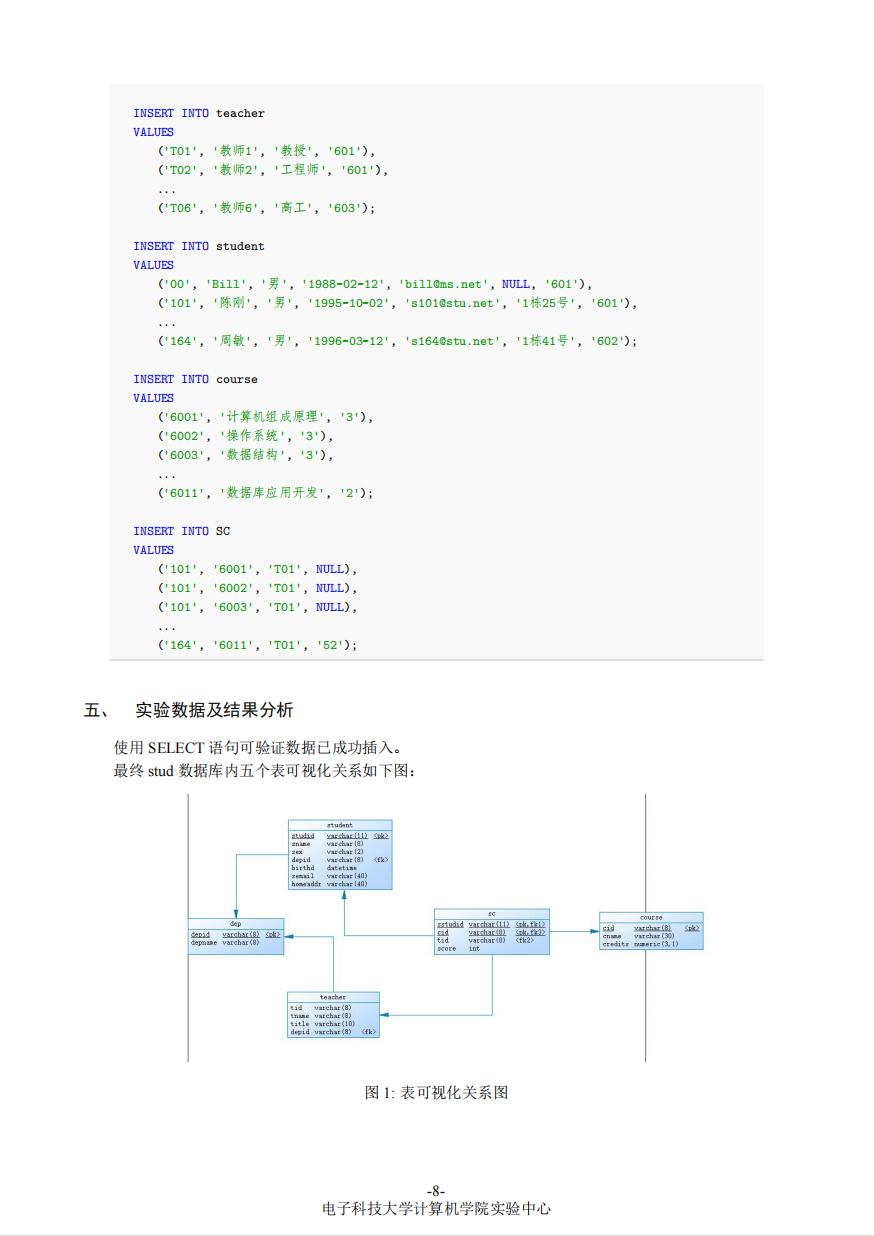 INSERT INTO teacher
VALUES
('T01', '教师1', '教授', '601'),
('T02', '教师2', '工程师', '601'),
...
('T06', '教师6', '高工', '603');
INSERT INTO student
VALUES
('00', 'Bill', '男', '1988-02-12', 'bill@ms.net', NULL, '601'),
('101', '陈刚', '男', '1995-10-02', 's101@stu.net', '1栋25号', '601'),
...
('164', '周敏', '男', '1996-03-12', 's164@stu.net', '1栋41号', '602');
INSERT INTO course
VALUES
('6001', '计算机组成原理', '3'),
('6002', '操作系统', '3'),
('6003', '数据结构', '3'),
...
('6011', '数据库应用开发', '2');
INSERT INTO SC
VALUES
('101', '6001', 'T01', NULL),
('101', '6002', 'T01', NULL),
('101', '6003', 'T01', NULL),
...
('164', '6011', 'T01', '52');
五、 实验数据及结果分析
使用 SELECT 语句可验证数据已成功插入。
最终 stud 数据库内五个表可视化关系如下图：
student
studid varchar(11) <pk>
sname varchar(8)
sex varchar(2)
depid varchar(8) <fk>
birthd datetime
semail varchar(40)
homeaddr varchar(40)
dep
depid varchar(8) <pk>
depname varchar(8)
sc
sstudid varchar(11) <pk,fk1>
cid varchar(8) <pk,fk3>
tid varchar(8) <fk2>
score int
course
cid varchar(8) <pk>
cname varchar(30)
credits numeric(3,1)
teacher
tid varchar(8)
tname varchar(8)
title varchar(10)
depid varchar(8) <fk>
图 1: 表可视化关系图
-8-
电子科技大学计算机学院实验中心